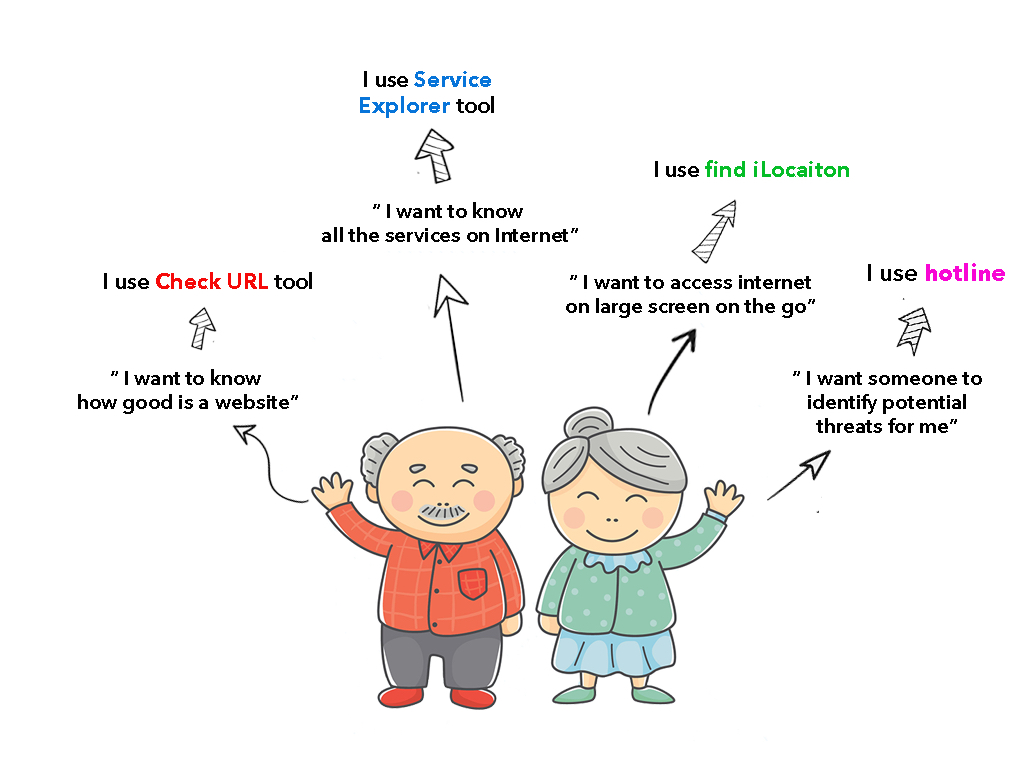 I use Service
Explorer tool
” I want to know
all the services on Internet”
I use find iLocaiton
” I want to access internet
on large screen on the go”
I use Check URL tool
” I want to know
how good is a website”
I use hotline
” I want someone to
identify potential
threats for me”